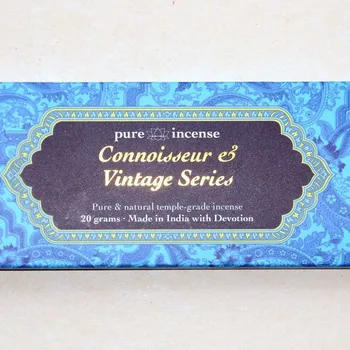 pure incense
Connoisseur &
Vintage Series
Pure & natural temple-grade incense
20 grams · Made in India with Devotion